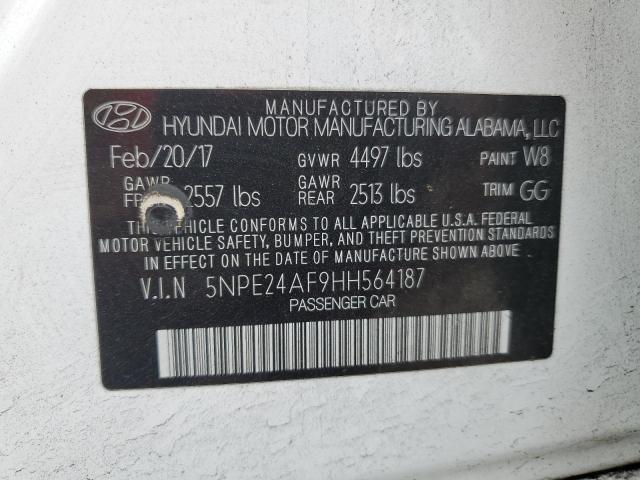 MANUFACTURED BY
HYUNDAI MOTOR MANUFACTURING ALABAMA, LLC
Feb/20/17 GVWR 4497 lbs PAINT W8
GAWR GAWR
2557 lbs REAR 2513 lbs TRIM GG
THIS VEHICLE CONFORMS TO ALL APPLICABLE U.S.A. FEDERAL
MOTOR VEHICLE SAFETY, BUMPER, AND THEFT PREVENTION STANDARDS
IN EFFECT ON THE DATE OF MANUFACTURE SHOWN ABOVE
V.I.N 5NPE24AF9HH564187
PASSENGER CAR